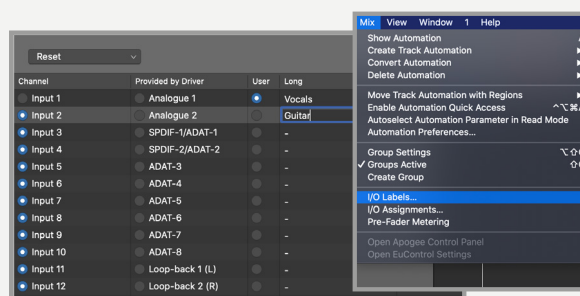 Mix View Window 1 Help
Show Automation
Create Track Automation
Convert Automation
Delete Automation
Move Track Automation with Regions
Enable Automation Quick Access ⌃⌥⌘A
Autoselect Automation Parameter in Read Mode
Automation Preferences...
Group Settings ⌥⇧
✓ Groups Active ⇧
Create Group
I/O Labels...
I/O Assignments...
Pre-Fader Metering
Open Apogee Control Panel
Open EuControl Settings
Reset
Channel Provided by Driver User Long
Input 1 Analogue 1 Vocals
Input 2 Analogue 2 Guitar
Input 3 SPDIF-1/ADAT-1 -
Input 4 SPDIF-2/ADAT-2 -
Input 5 ADAT-3 -
Input 6 ADAT-4 -
Input 7 ADAT-5 -
Input 8 ADAT-6 -
Input 9 ADAT-7 -
Input 10 ADAT-8 -
Input 11 Loop-back 1 (L) -
Input 12 Loop-back 2 (R) -